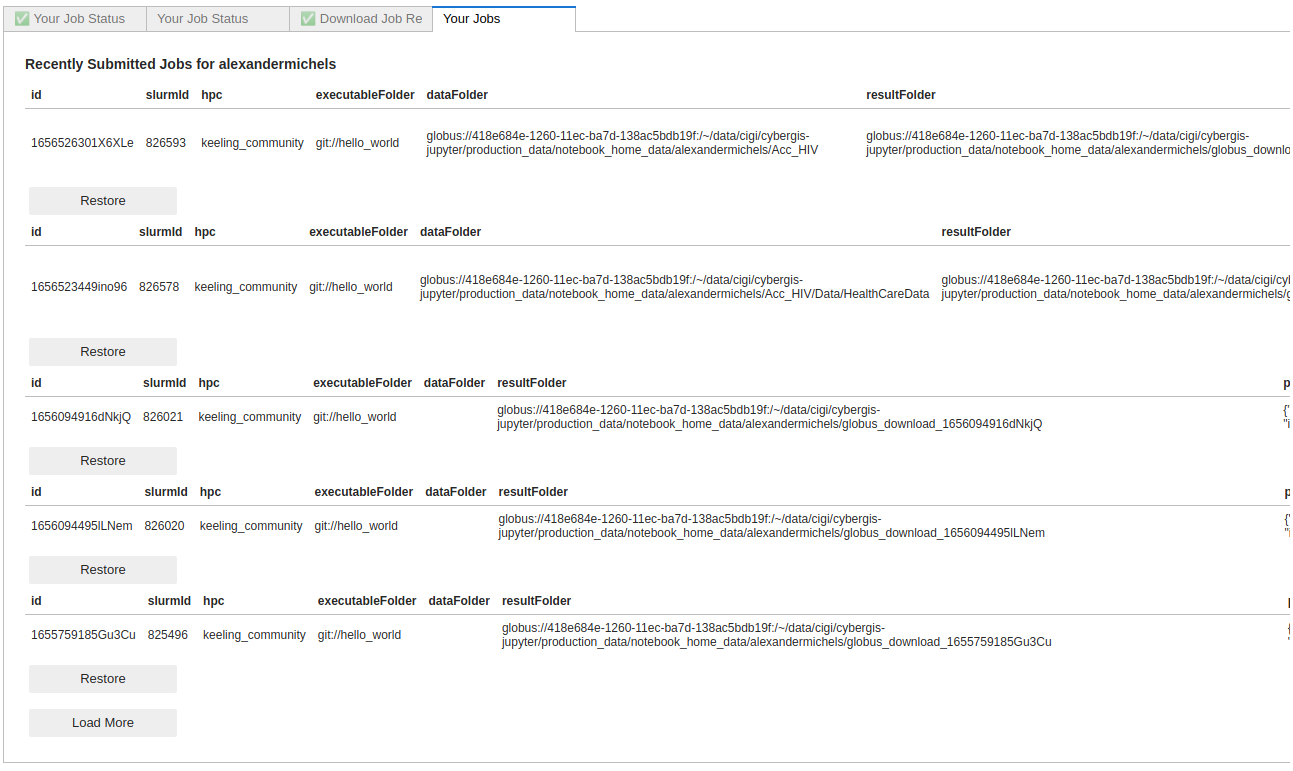 ✅ Your Job Status Your Job Status ✅ Download Job Re Your Jobs
Recently Submitted Jobs for alexandermichels
id slurmId hpc executableFolder dataFolder resultFolder
1656526301X6XLe 826593 keeling_community git://hello_world globus://418e684e-1260-11ec-ba7d-138ac5bdb19f:/~/data/cigi/cybergis- globus://418e684e-1260-11ec-ba7d-138ac5bdb19f:/~/data/cigi/cybergis-
jupyter/production_data/notebook_home_data/alexandermichels/Acc_HIV jupyter/production_data/notebook_home_data/alexandermichels/globus_downlo
Restore
id slurmId hpc executableFolder dataFolder resultFolder
1656523449ino96 826578 keeling_community git://hello_world globus://418e684e-1260-11ec-ba7d-138ac5bdb19f:/~/data/cigi/cybergis- globus://418e684e-1260-11ec-ba7d-138ac5bdb19f:/~/data/cigi/cyl
jupyter/production_data/notebook_home_data/alexandermichels/Acc_HIV/Data/HealthCareData jupyter/production_data/notebook_home_data/alexandermichels/g
Restore
id slurmId hpc executableFolder dataFolder resultFolder p
1656094916dNkjQ 826021 keeling_community git://hello_world globus://418e684e-1260-11ec-ba7d-138ac5bdb19f:/~/data/cigi/cybergis- {"
jupyter/production_data/notebook_home_data/alexandermichels/globus_download_1656094916dNkjQ "i
Restore
id slurmId hpc executableFolder dataFolder resultFolder p
1656094495lLNem 826020 keeling_community git://hello_world globus://418e684e-1260-11ec-ba7d-138ac5bdb19f:/~/data/cigi/cybergis- {"
jupyter/production_data/notebook_home_data/alexandermichels/globus_download_1656094495lLNem "i
Restore
id slurmId hpc executableFolder dataFolder resultFolder
1655759185Gu3Cu 825496 keeling_community git://hello_world globus://418e684e-1260-11ec-ba7d-138ac5bdb19f:/~/data/cigi/cybergis- {
jupyter/production_data/notebook_home_data/alexandermichels/globus_download_1655759185Gu3Cu "
Restore
Load More